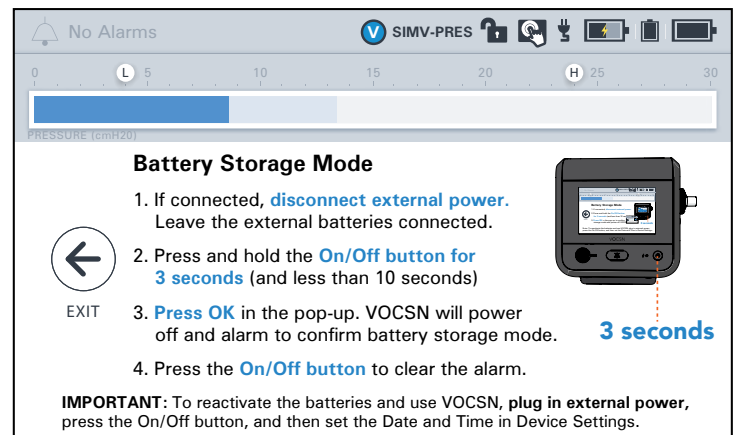 No Alarms
V SIMV-PRES
0 L 5 10 15 20 H 25 30
PRESSURE (cmH20)
Battery Storage Mode
1. If connected, disconnect external power.
Leave the external batteries connected.
2. Press and hold the On/Off button for
3 seconds (and less than 10 seconds)
EXIT
3. Press OK in the pop-up. VOCSN will power
off and alarm to confirm battery storage mode.
3 seconds
4. Press the On/Off button to clear the alarm.
IMPORTANT: To reactivate the batteries and use VOCSN, plug in external power,
press the On/Off button, and then set the Date and Time in Device Settings.
Battery Storage Mode
VOCSN